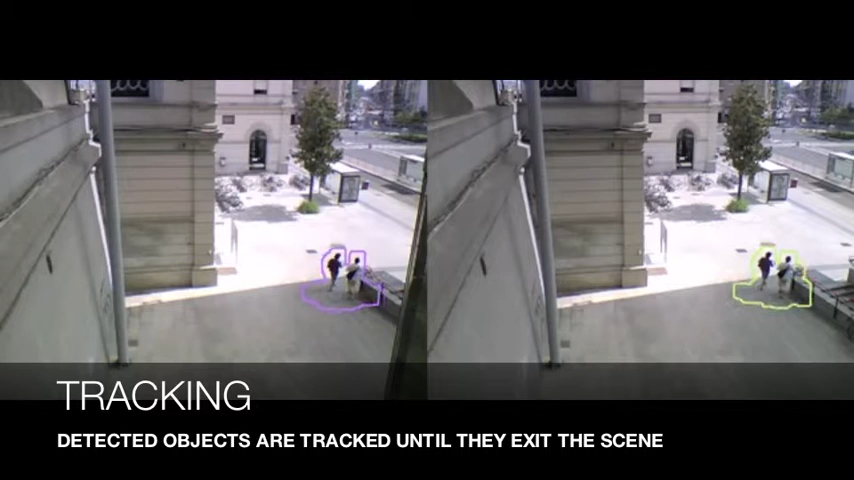 TRACKING
DETECTED OBJECTS ARE TRACKED UNTIL THEY EXIT THE SCENE